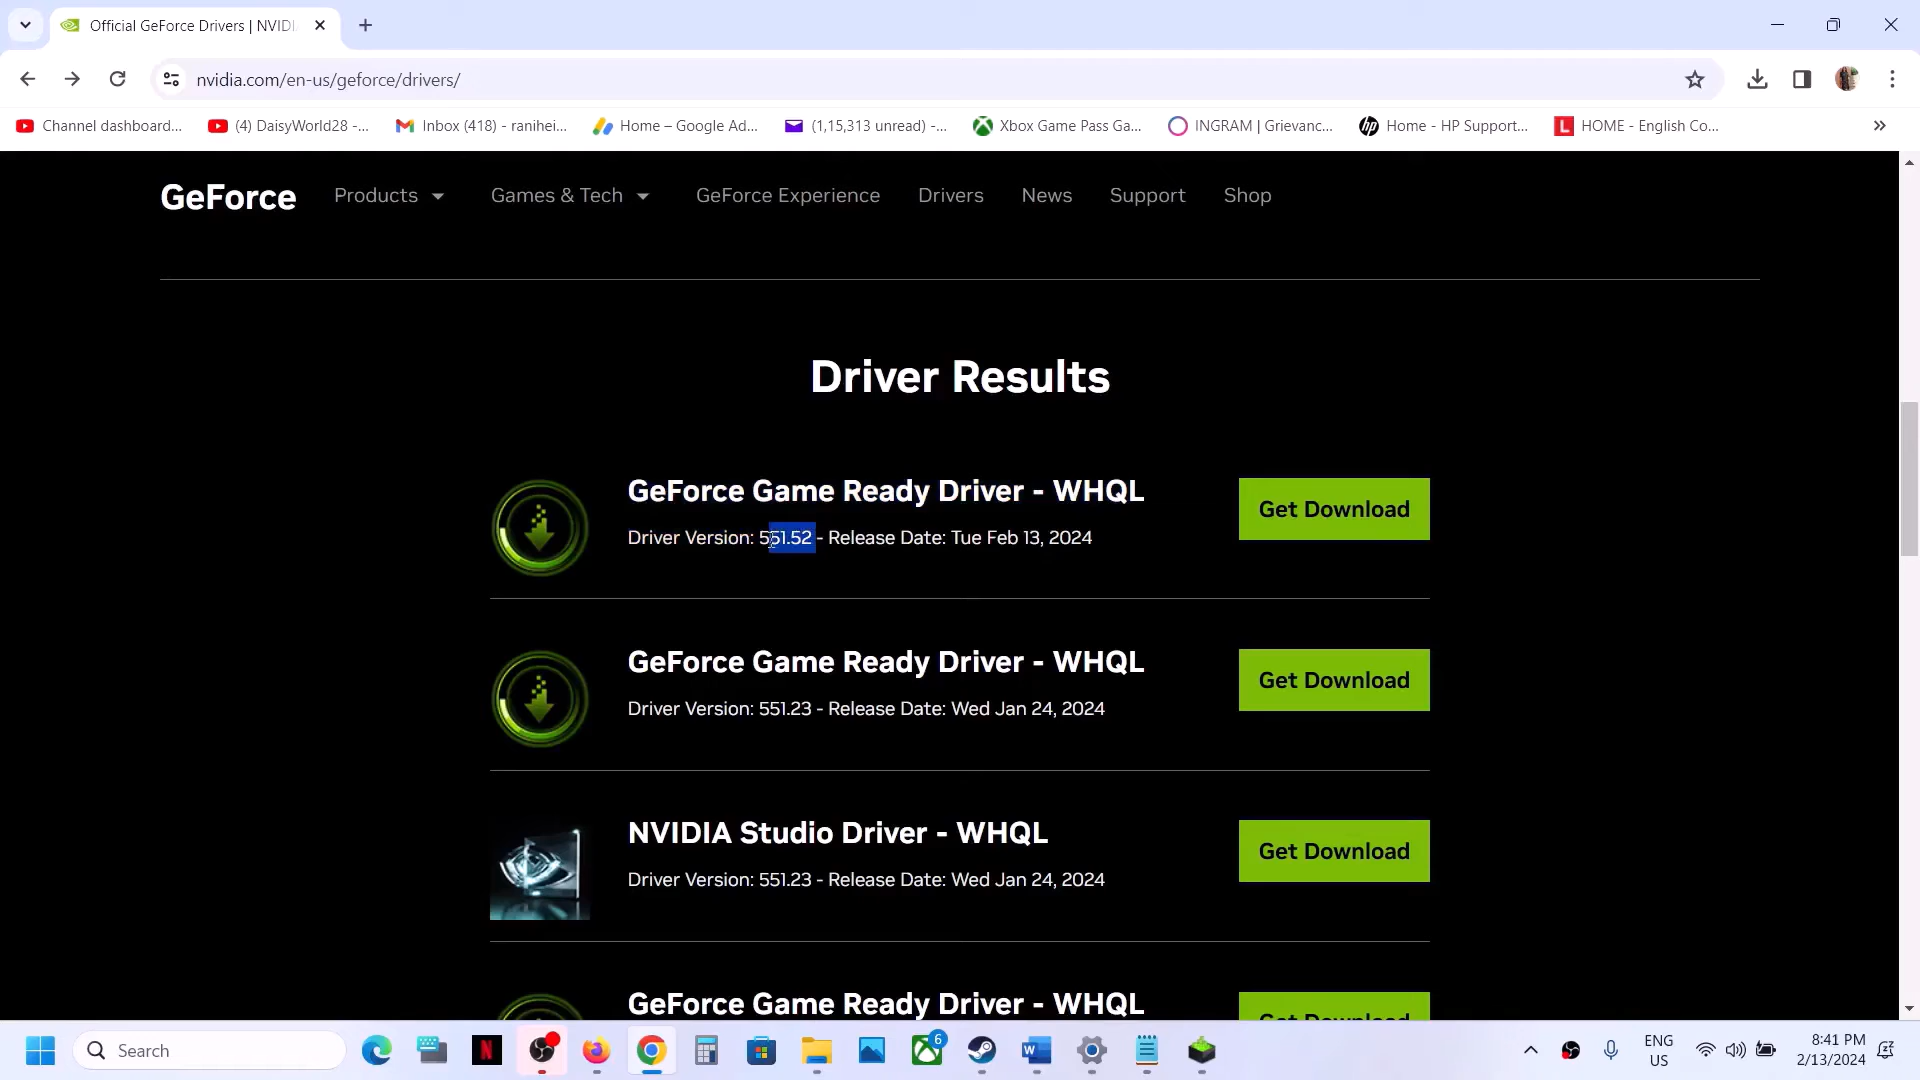 Official GeForce Drivers | NVIDI
nvidia.com/en-us/geforce/drivers/
Channel dashboard...
(4) DaisyWorld28 -...
Inbox (418) - ranihei...
Home – Google Ad...
(1,15,313 unread) -...
Xbox Game Pass Ga...
INGRAM | Grievanc...
Home - HP Support...
HOME - English Co...
GeForce
Products
Games & Tech
GeForce Experience
Drivers
News
Support
Shop
Driver Results
GeForce Game Ready Driver - WHQL
Driver Version: 551.52 - Release Date: Tue Feb 13, 2024
Get Download
GeForce Game Ready Driver - WHQL
Driver Version: 551.23 - Release Date: Wed Jan 24, 2024
Get Download
NVIDIA Studio Driver - WHQL
Driver Version: 551.23 - Release Date: Wed Jan 24, 2024
Get Download
GeForce Game Ready Driver - WHQL
Get Download
Search
6
ENG
US
8:41 PM
2/13/2024